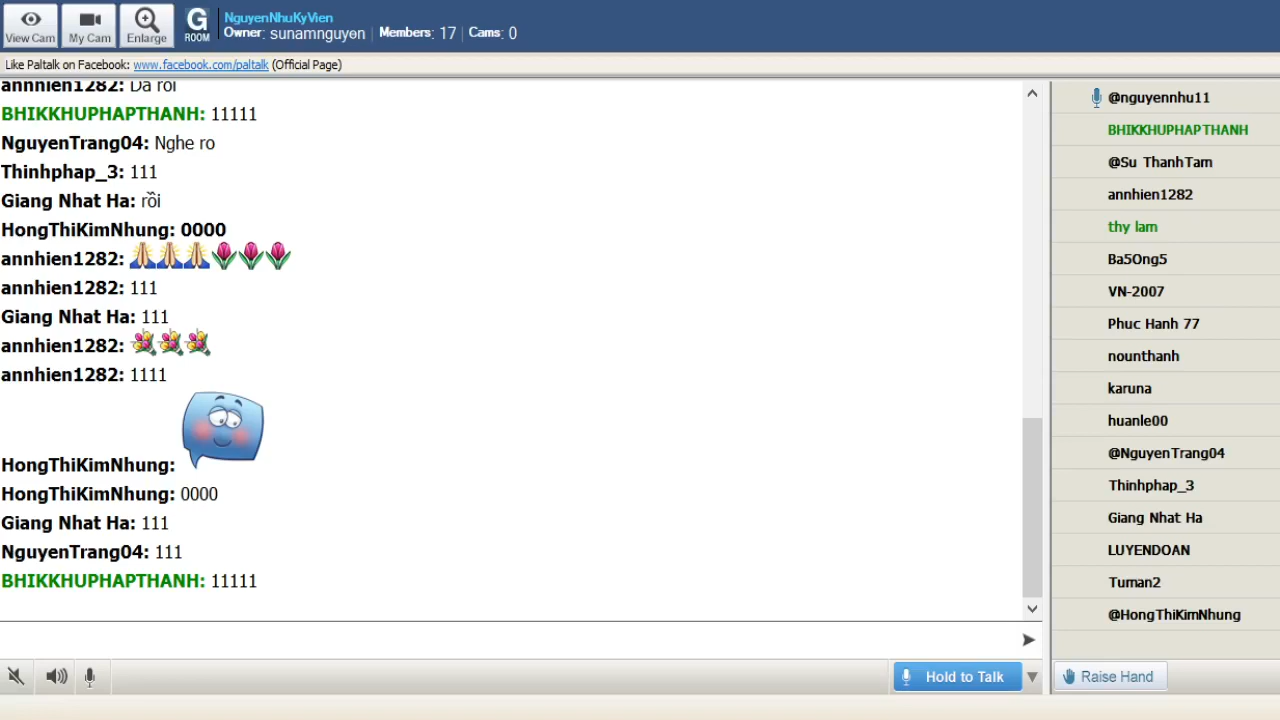 NguyenNhuKyVien
View Cam My Cam Enlarge G ROOM Owner: sunamnguyen Members: 17 Cams: 0
Like Paltalk on Facebook: www.facebook.com/paltalk (Official Page)
annhien1282: Da roi
BHIKKHUPHAPTHANH: 11111
NguyenTrang04: Nghe ro
Thinhphap_3: 111
Giang Nhat Ha: rồi
HongThiKimNhung: 0000
annhien1282:
annhien1282: 111
Giang Nhat Ha: 111
annhien1282:
annhien1282: 1111
HongThiKimNhung:
HongThiKimNhung: 0000
Giang Nhat Ha: 111
NguyenTrang04: 111
BHIKKHUPHAPTHANH: 11111
@nguyennhu11
BHIKKHUPHAPTHANH
@Su ThanhTam
annhien1282
thy lam
Ba5Ong5
VN-2007
Phuc Hanh 77
nounthanh
karuna
huanle00
@NguyenTrang04
Thinhphap_3
Giang Nhat Ha
LUYENDOAN
Tuman2
@HongThiKimNhung
Hold to Talk
Raise Hand